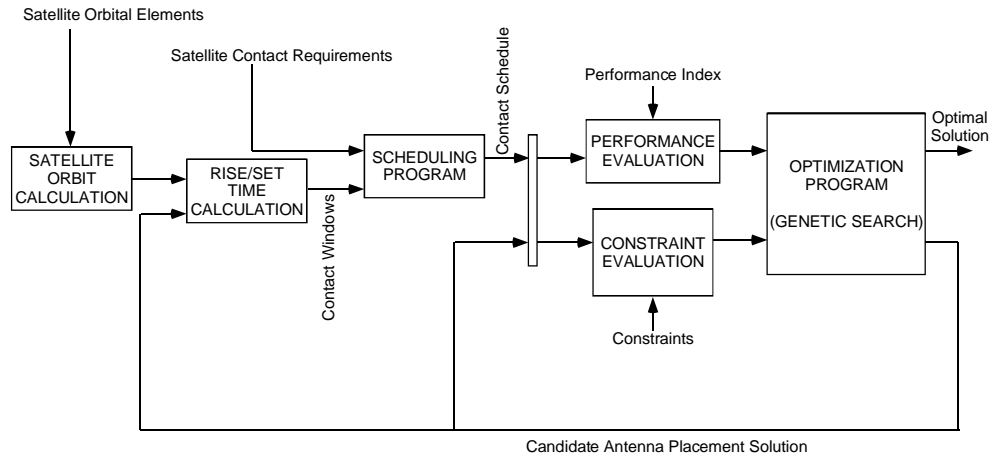 Satellite Orbital Elements
Satellite Contact Requirements
Contact Schedule
Performance Index
Optimal
Solution
SATELLITE
ORBIT
CALCULATION
RISE/SET
TIME
CALCULATION
Contact Windows
SCHEDULING
PROGRAM
PERFORMANCE
EVALUATION
OPTIMIZATION
PROGRAM
(GENETIC SEARCH)
CONSTRAINT
EVALUATION
Constraints
Candidate Antenna Placement Solution